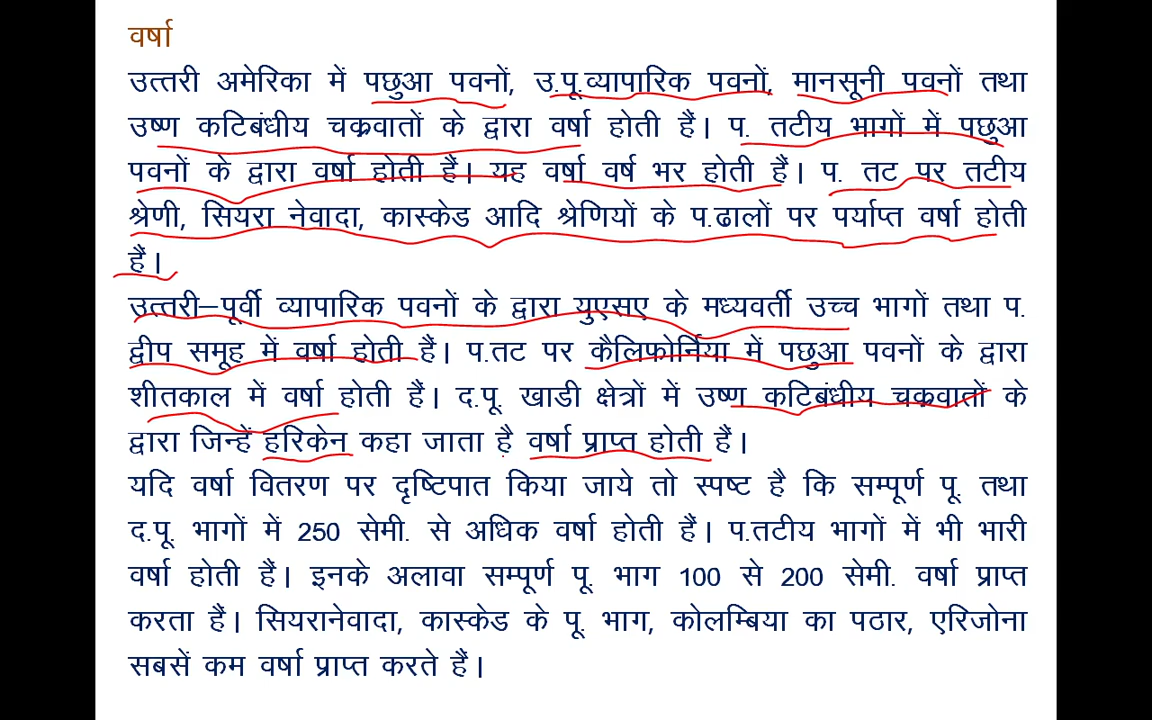 वर्षा
उत्तरी अमेरिका में पछुआ पवनों, उ.पू.व्यापारिक पवनों, मानसूनी पवनों तथा
उष्ण कटिबंधीय चक्रवातों के द्वारा वर्षा होती हैं। प. तटीय भागों में पछुआ
पवनों के द्वारा वर्षा होती हैं। यह वर्षा वर्ष भर होती हैं। प. तट पर तटीय
श्रेणी, सियरा नेवादा, कास्केड आदि श्रेणियों के प.ढालों पर पर्याप्त वर्षा होती
हैं।
उत्तरी–पूर्वी व्यापारिक पवनों के द्वारा युएसए के मध्यवर्ती उच्च भागों तथा प.
द्वीप समूह में वर्षा होती हैं। प.तट पर कैलिफोर्निया में पछुआ पवनों के द्वारा
शीतकाल में वर्षा होती हैं। द.पू. खाडी क्षेत्रों में उष्ण कटिबंधीय चक्रवातों के
द्वारा जिन्हें हरिकेन कहा जाता है वर्षा प्राप्त होती हैं।
यदि वर्षा वितरण पर दृष्टिपात किया जाये तो स्पष्ट है कि सम्पूर्ण पू. तथा
द.पू. भागों में 250 सेमी. से अधिक वर्षा होती हैं। प.तटीय भागों में भी भारी
वर्षा होती हैं। इनके अलावा सम्पूर्ण पू. भाग 100 से 200 सेमी. वर्षा प्राप्त
करता हैं। सियरानेवादा, कास्केड के पू. भाग, कोलम्बिया का पठार, एरिजोना
सबसें कम वर्षा प्राप्त करते हैं।